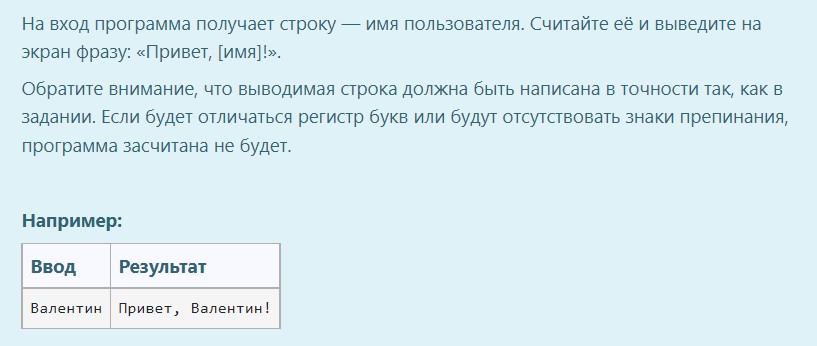 На вход программа получает строку — имя пользователя. Считайте её и выведите на
экран фразу: «Привет, [имя]!».
Обратите внимание, что выводимая строка должна быть написана в точности так, как в
задании. Если будет отличаться регистр букв или будут отсутствовать знаки препинания,
программа засчитана не будет.
Например:
Ввод Результат
Валентин Привет, Валентин!